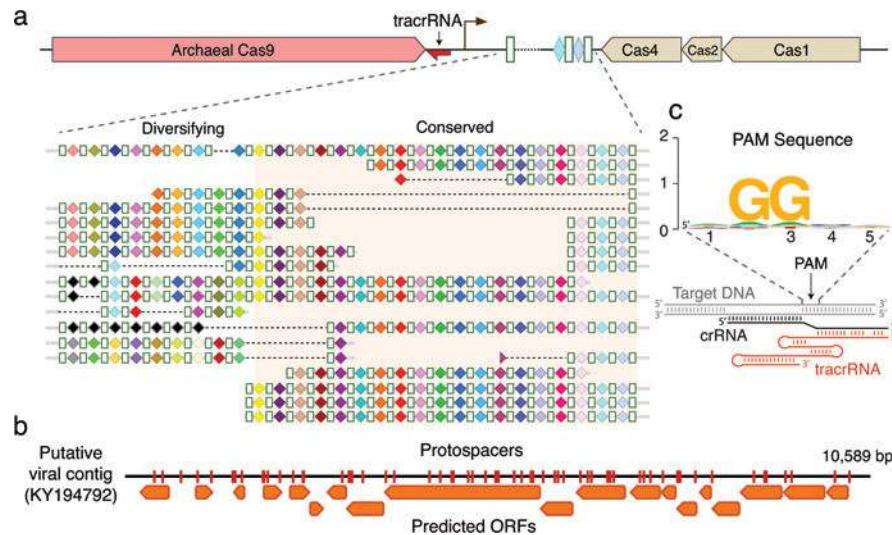 a
tracrRNA
Archaeal Cas9
Cas4
Cas2
Cas1
Diversifying
Conserved
c
PAM Sequence
2
1
0
GG
5'
1
3
4
5
PAM
Target DNA
5'
3'
3'
5'
5'
crRNA
3'
tracrRNA
b
Putative
viral contig
(KY194792)
Protospacers
10,589 bp
Predicted ORFs